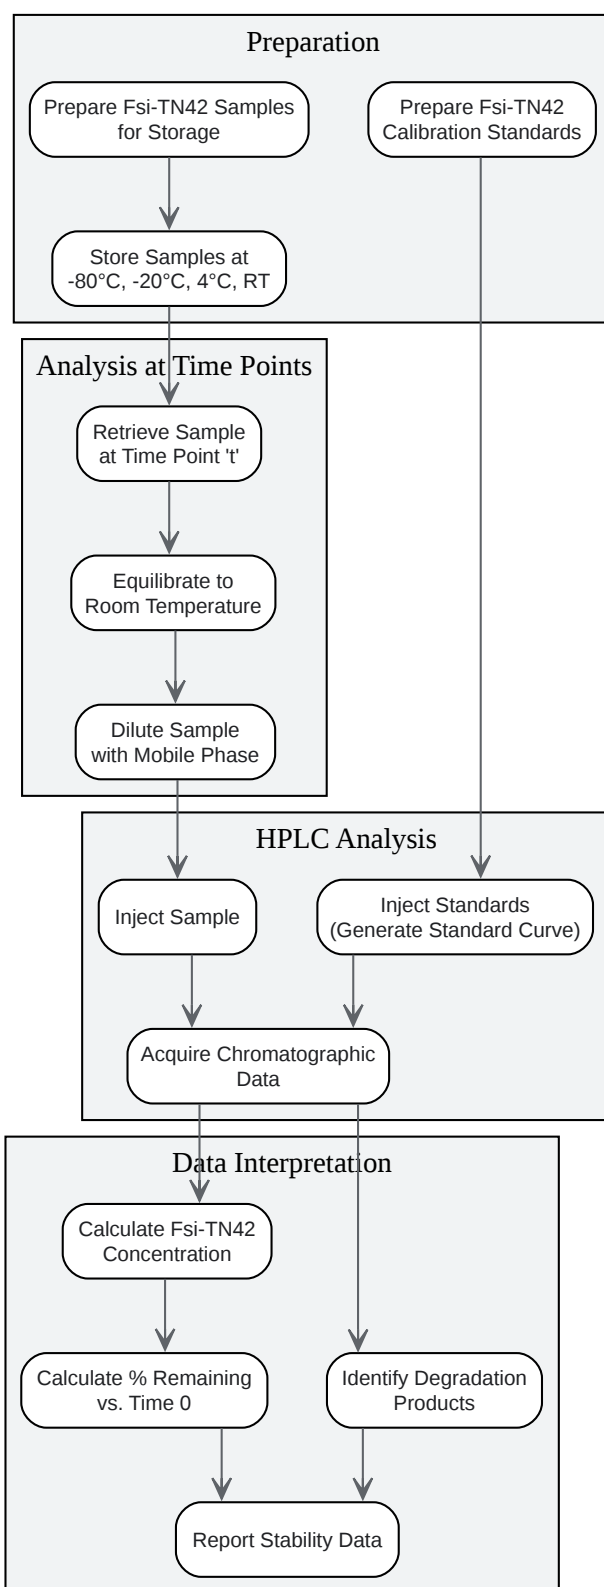 Preparation
Prepare Fsi-TN42 Samples
for Storage
Prepare Fsi-TN42
Calibration Standards
Store Samples at
-80°C, -20°C, 4°C, RT
Analysis at Time Points
Retrieve Sample
at Time Point 't'
Equilibrate to
Room Temperature
Dilute Sample
with Mobile Phase
HPLC Analysis
Inject Sample
Inject Standards
(Generate Standard Curve)
Acquire Chromatographic
Data
Data Interpretation
Calculate Fsi-TN42
Concentration
Calculate % Remaining
vs. Time 0
Identify Degradation
Products
Report Stability Data